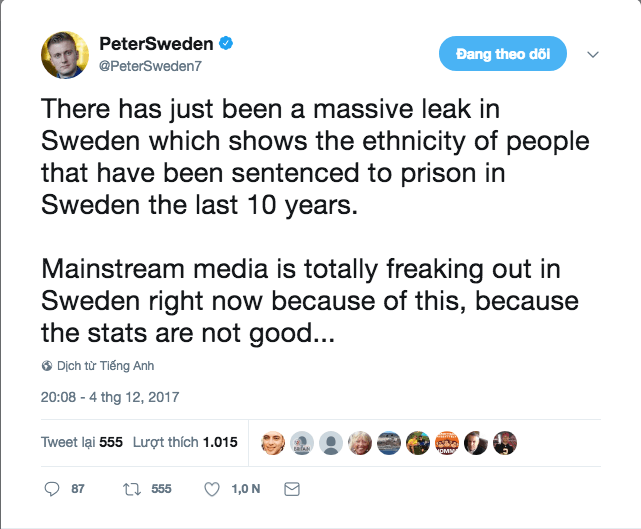 PeterSweden
@PeterSweden7
Đang theo dõi
There has just been a massive leak in
Sweden which shows the ethnicity of people
that have been sentenced to prison in
Sweden the last 10 years.
Mainstream media is totally freaking out in
Sweden right now because of this, because
the stats are not good...
Dịch từ Tiếng Anh
20:08 - 4 thg 12, 2017
Tweet lại 555 Lượt thích 1.015
87 555 1,0 N